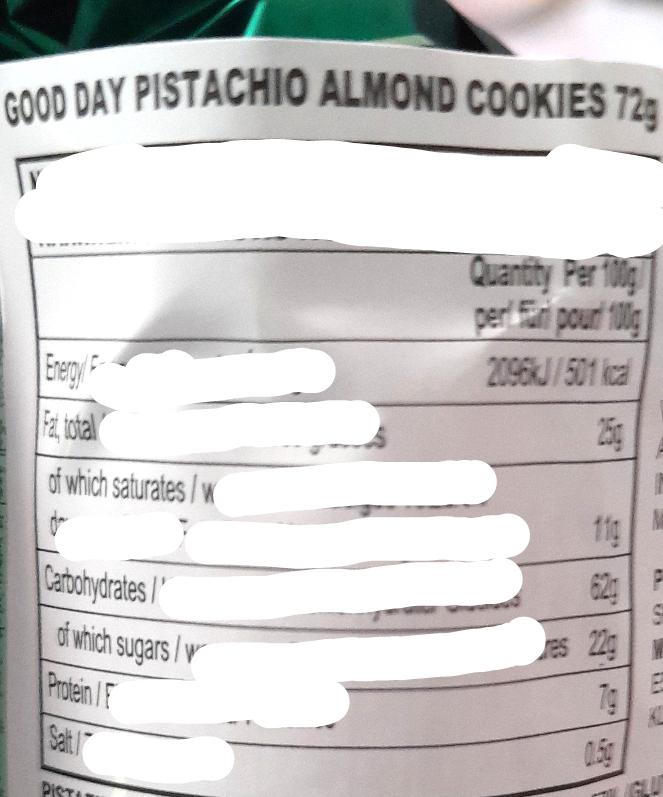 GOOD DAY PISTACHIO ALMOND COOKIES 72g
Quantity Per 100g/
per/ für/ pour/ 100g
Energy/ 2096kJ / 501 kcal
Fat, total 25g
of which saturates /
11g
Carbohydrates / 62g
of which sugars / 22g
Protein / 7g
Salt / 0.5g